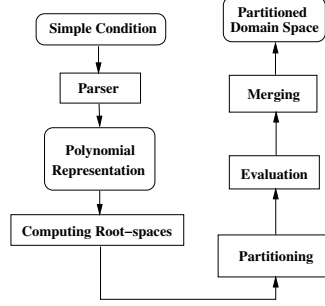 Simple Condition
Parser
Polynomial
Representation
Computing Root−spaces
Partitioning
Evaluation
Merging
Partitioned
Domain Space